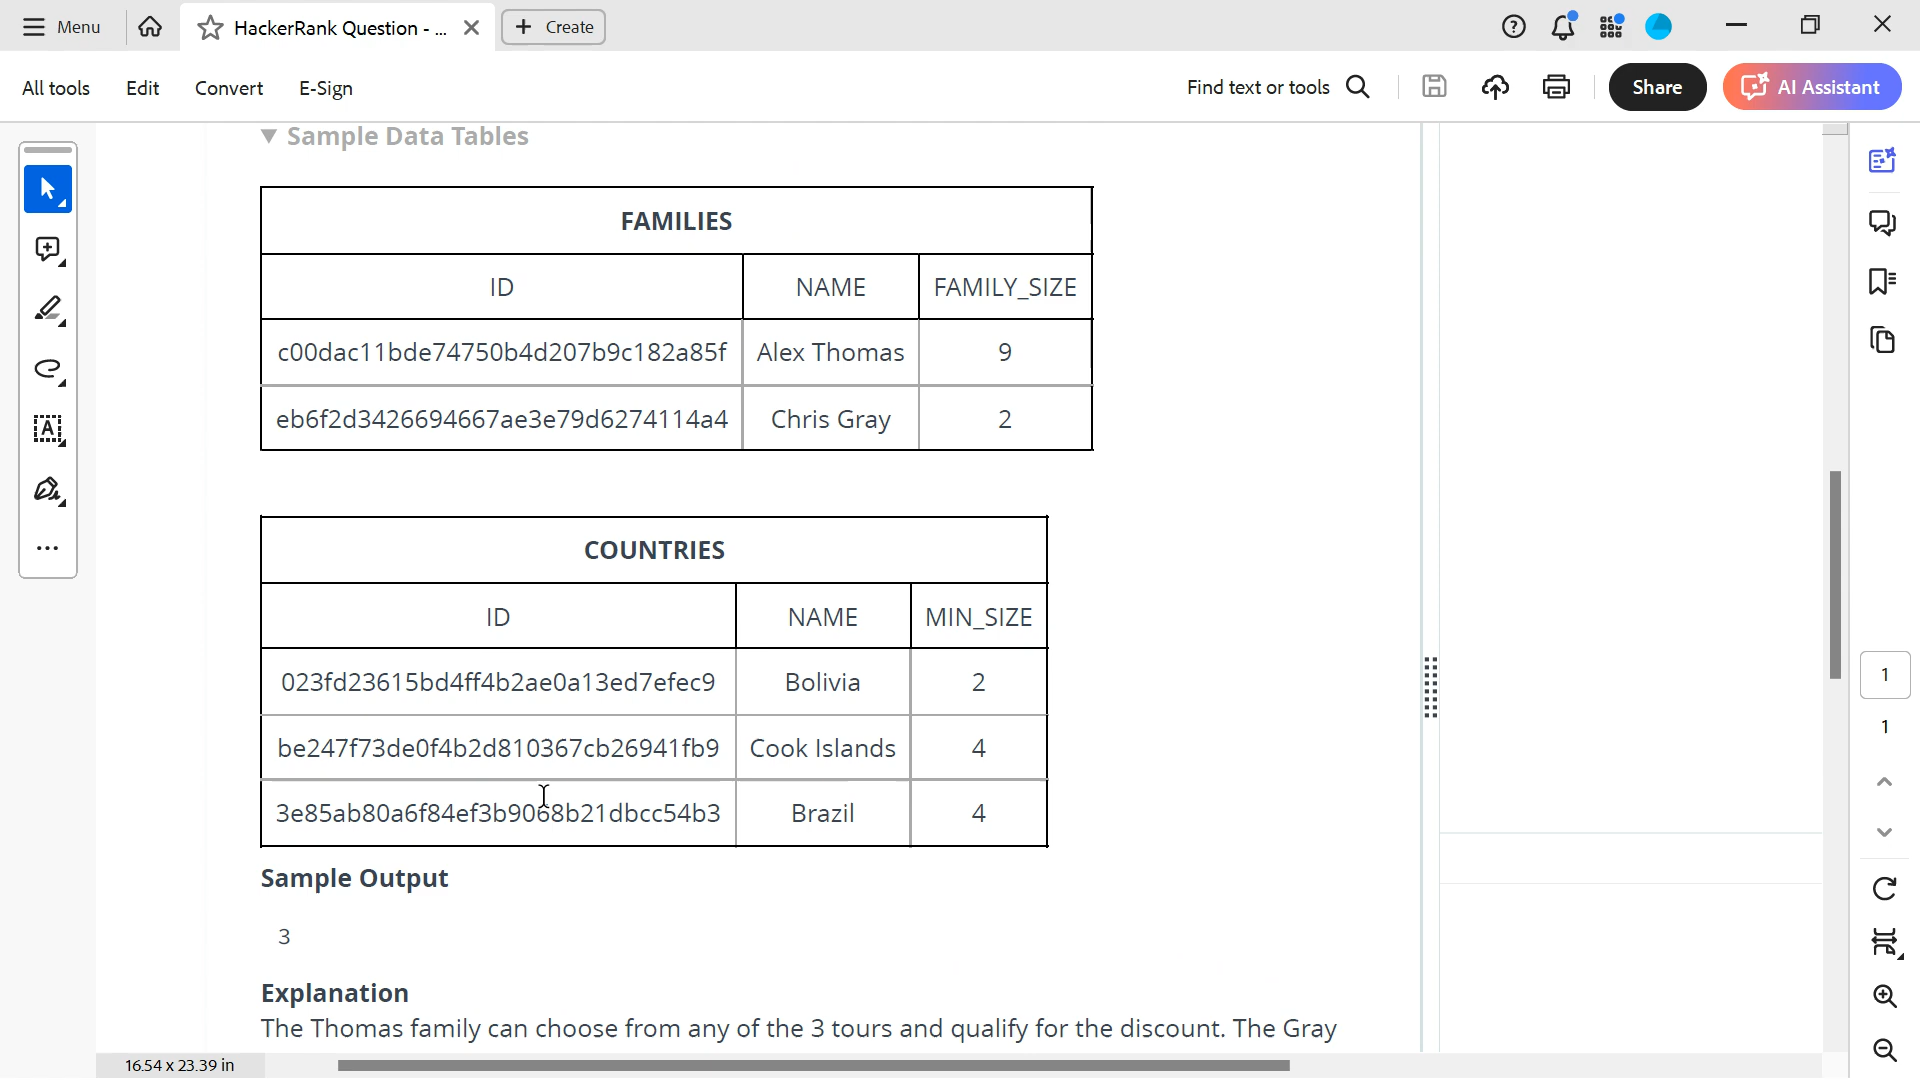 Menu
HackerRank Question - ...
Create
All tools
Edit
Convert
E-Sign
Find text or tools
Share
AI Assistant
Sample Data Tables
FAMILIES
ID NAME FAMILY_SIZE
c00dac11bde74750b4d207b9c182a85f Alex Thomas 9
eb6f2d3426694667ae3e79d6274114a4 Chris Gray 2
COUNTRIES
ID NAME MIN_SIZE
023fd23615bd4ff4b2ae0a13ed7efec9 Bolivia 2
be247f73de0f4b2d810367cb26941fb9 Cook Islands 4
3e85ab80a6f84ef3b9068b21dbcc54b3 Brazil 4
Sample Output
3
Explanation
The Thomas family can choose from any of the 3 tours and qualify for the discount. The Gray
1
1
16.54 x 23.39 in